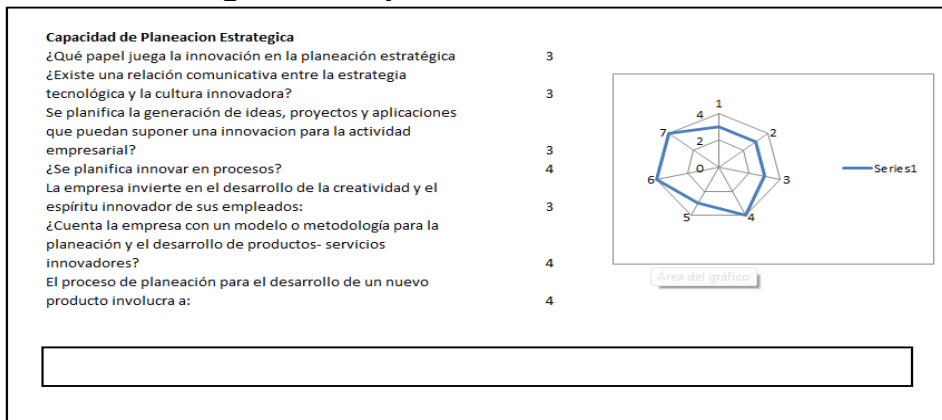 Capacidad de Planeacion Estrategica
¿Qué papel juega la innovación en la planeación estratégica 3
¿Existe una relación comunicativa entre la estrategia
tecnológica y la cultura innovadora? 3
Se planifica la generación de ideas, proyectos y aplicaciones
que puedan suponer una innovacion para la actividad
empresarial? 3
¿Se planifica innovar en procesos? 4
La empresa invierte en el desarrollo de la creatividad y el
espíritu innovador de sus empleados: 3
¿Cuenta la empresa con un modelo o metodología para la
planeación y el desarrollo de productos- servicios
innovadores? 4
El proceso de planeación para el desarrollo de un nuevo
producto involucra a: 4
1
4
7 2
2
0
6 3
5 4
Series1
Área del gráfico